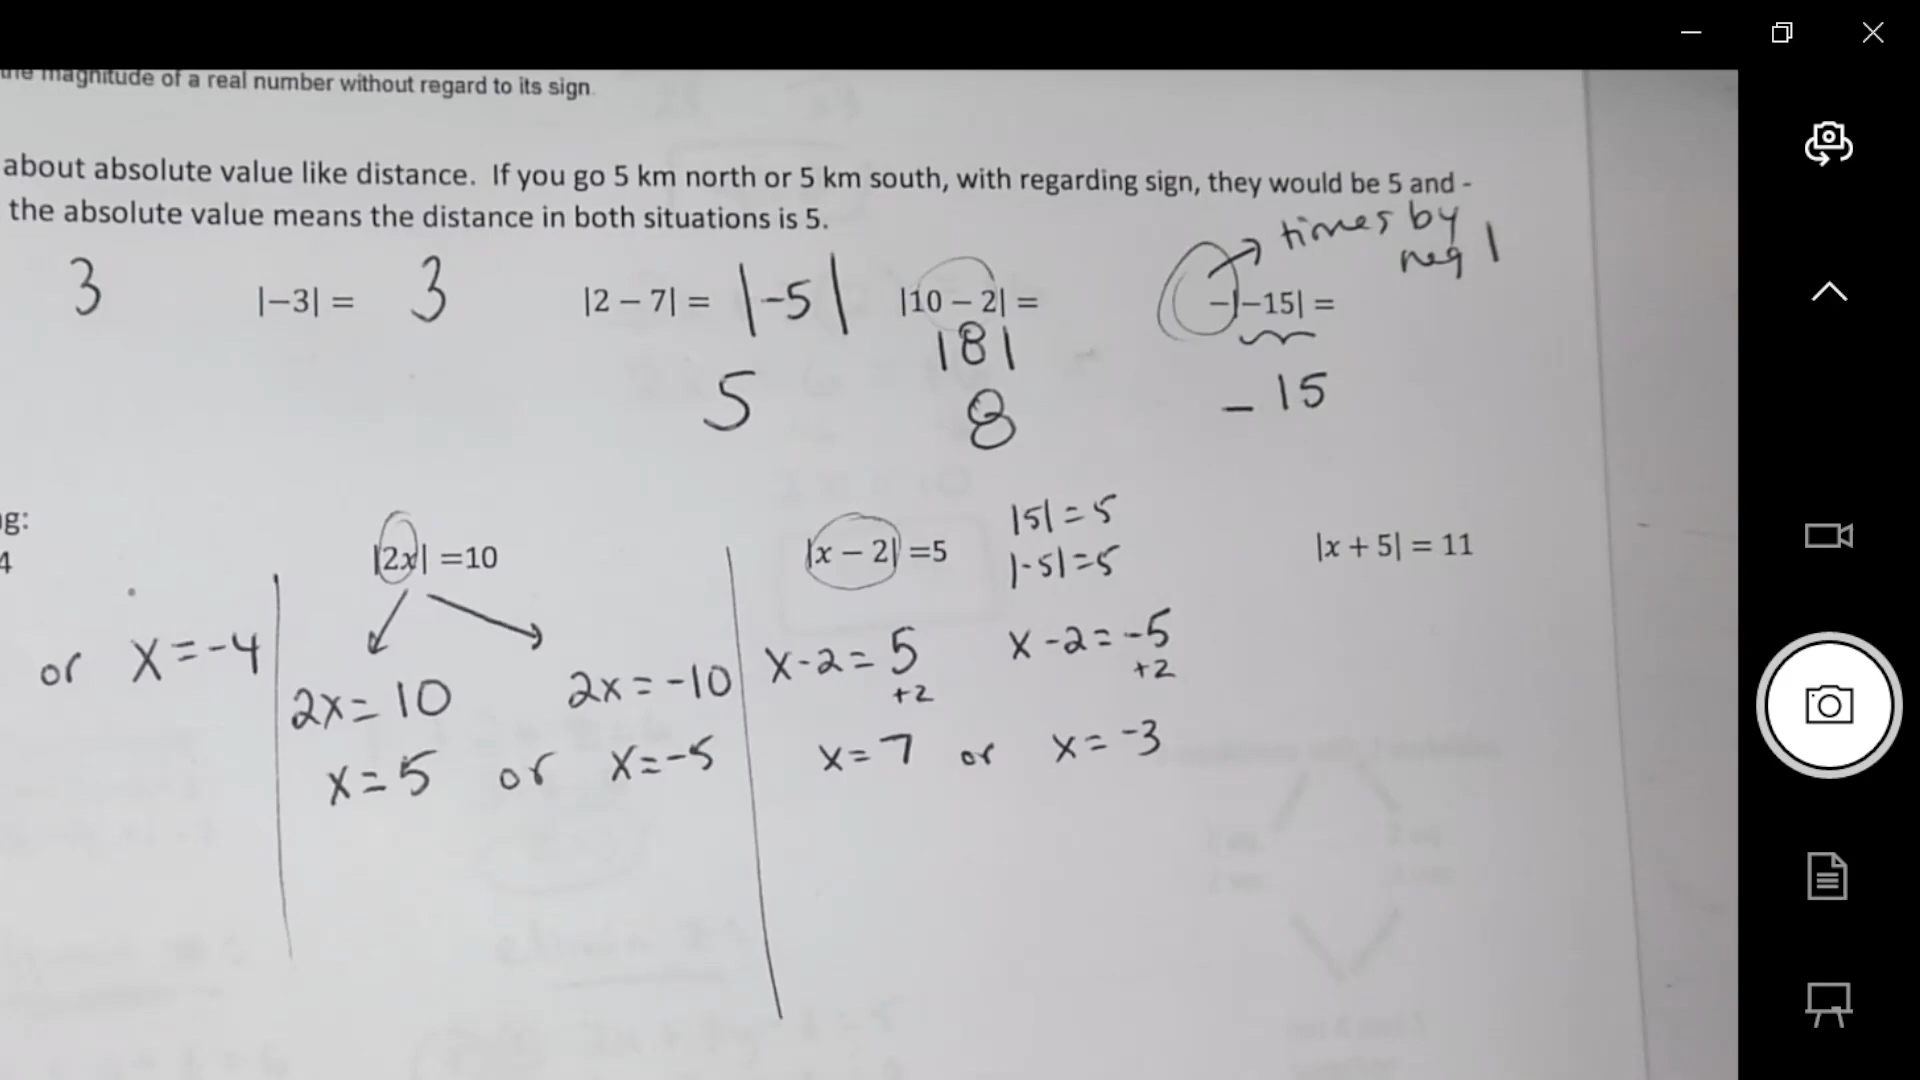 the magnitude of a real number without regard to its sign.
about absolute value like distance. If you go 5 km north or 5 km south, with regarding sign, they would be 5 and -
the absolute value means the distance in both situations is 5.
times by
neg 1
3 |−3| = 3 |2 − 7| = |-5| |10 − 2| = −|−15| =
|8|
5 8 - 15
g:
4
|2x| =10 |x − 2| =5 |5| = 5 |x + 5| = 11
|-5| = 5
or x = -4 2x = 10 2x = -10 x - 2 = 5 x - 2 = -5
+2 +2
x = 5 or x = -5 x = 7 or x = -3